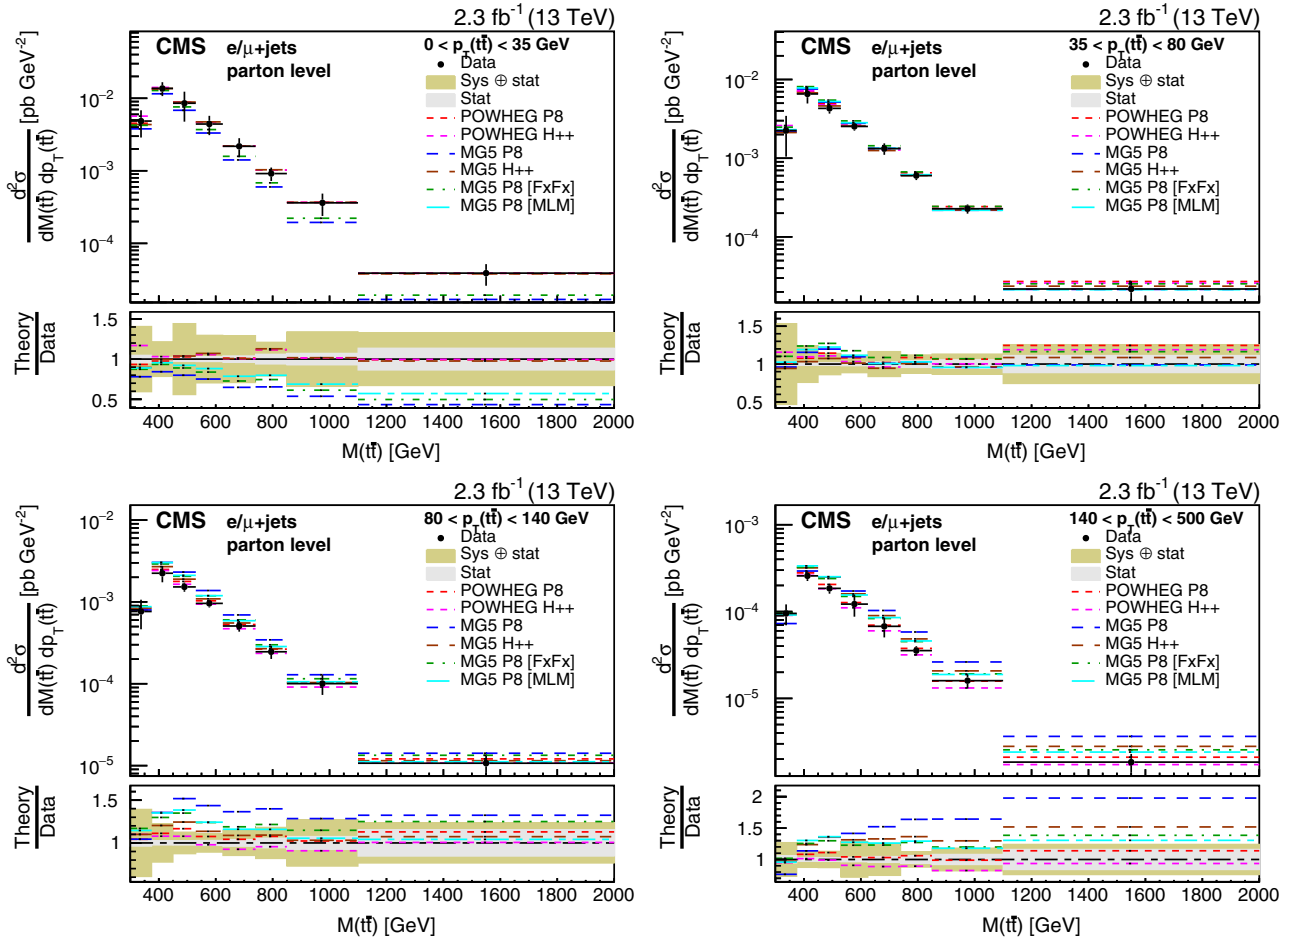 2.3 fb⁻¹ (13 TeV)
CMS e/μ+jets 0 < p_T(tt̄) < 35 GeV
parton level
Data
Sys ⊕ stat
Stat
POWHEG P8
POWHEG H++
MG5 P8
MG5 H++
MG5 P8 [FxFx]
MG5 P8 [MLM]
d²σ / dM(tt̄) dp_T(tt̄) [pb GeV⁻²]
10⁻²
10⁻³
10⁻⁴
Theory / Data
1.5
1
0.5
400 600 800 1000 1200 1400 1600 1800 2000
M(tt̄) [GeV]
2.3 fb⁻¹ (13 TeV)
CMS e/μ+jets 35 < p_T(tt̄) < 80 GeV
parton level
Data
Sys ⊕ stat
Stat
POWHEG P8
POWHEG H++
MG5 P8
MG5 H++
MG5 P8 [FxFx]
MG5 P8 [MLM]
d²σ / dM(tt̄) dp_T(tt̄) [pb GeV⁻²]
10⁻²
10⁻³
10⁻⁴
Theory / Data
1.5
1
0.5
400 600 800 1000 1200 1400 1600 1800 2000
M(tt̄) [GeV]
2.3 fb⁻¹ (13 TeV)
CMS e/μ+jets 80 < p_T(tt̄) < 140 GeV
parton level
Data
Sys ⊕ stat
Stat
POWHEG P8
POWHEG H++
MG5 P8
MG5 H++
MG5 P8 [FxFx]
MG5 P8 [MLM]
d²σ / dM(tt̄) dp_T(tt̄) [pb GeV⁻²]
10⁻²
10⁻³
10⁻⁴
10⁻⁵
Theory / Data
1.5
1
400 600 800 1000 1200 1400 1600 1800 2000
M(tt̄) [GeV]
2.3 fb⁻¹ (13 TeV)
CMS e/μ+jets 140 < p_T(tt̄) < 500 GeV
parton level
Data
Sys ⊕ stat
Stat
POWHEG P8
POWHEG H++
MG5 P8
MG5 H++
MG5 P8 [FxFx]
MG5 P8 [MLM]
d²σ / dM(tt̄) dp_T(tt̄) [pb GeV⁻²]
10⁻³
10⁻⁴
10⁻⁵
Theory / Data
2
1.5
1
400 600 800 1000 1200 1400 1600 1800 2000
M(tt̄) [GeV]